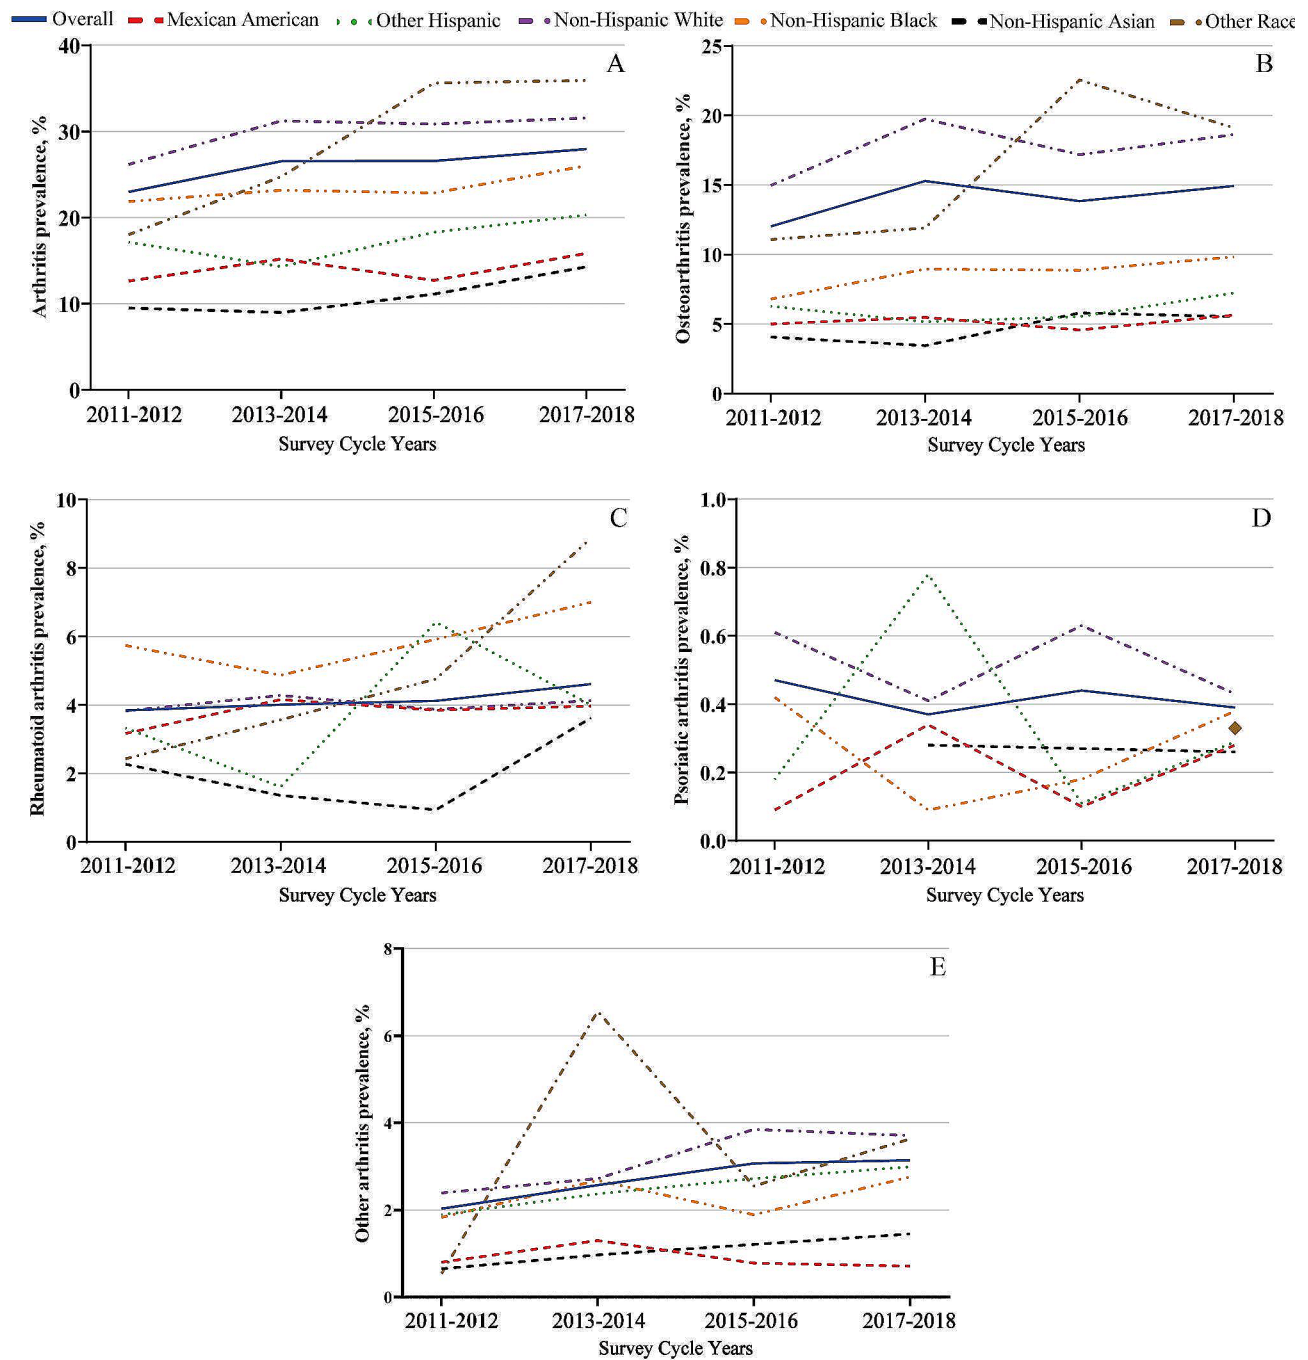 Overall Mexican American Other Hispanic Non-Hispanic White Non-Hispanic Black Non-Hispanic Asian Other Race
A
Arthritis prevalence, %
40
30
20
10
0
2011-2012 2013-2014 2015-2016 2017-2018
Survey Cycle Years
B
Osteoarthritis prevalence, %
25
20
15
10
5
0
2011-2012 2013-2014 2015-2016 2017-2018
Survey Cycle Years
C
Rheumatoid arthritis prevalence, %
10
8
6
4
2
0
2011-2012 2013-2014 2015-2016 2017-2018
Survey Cycle Years
D
Psoriatic arthritis prevalence, %
1.0
0.8
0.6
0.4
0.2
0.0
2011-2012 2013-2014 2015-2016 2017-2018
Survey Cycle Years
E
Other arthritis prevalence, %
8
6
4
2
0
2011-2012 2013-2014 2015-2016 2017-2018
Survey Cycle Years